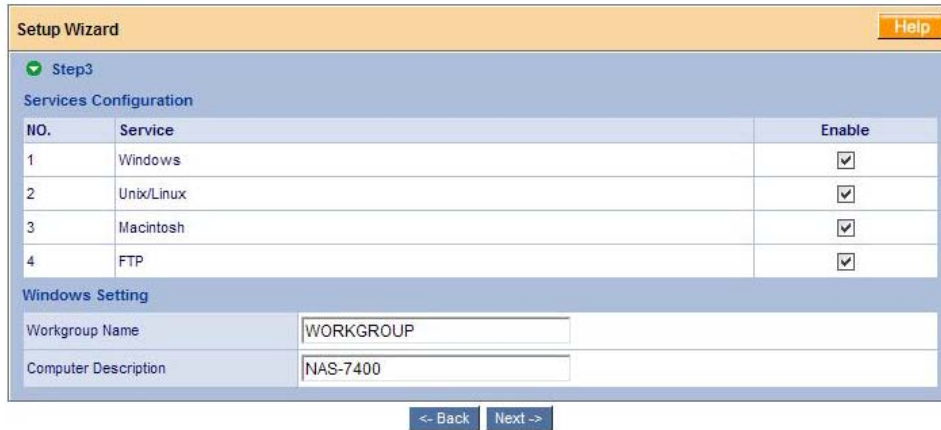 Setup Wizard Help
Step3
Services Configuration
NO. Service Enable
1 Windows
2 Unix/Linux
3 Macintosh
4 FTP
Windows Setting
Workgroup Name WORKGROUP
Computer Description NAS-7400
<- Back Next ->